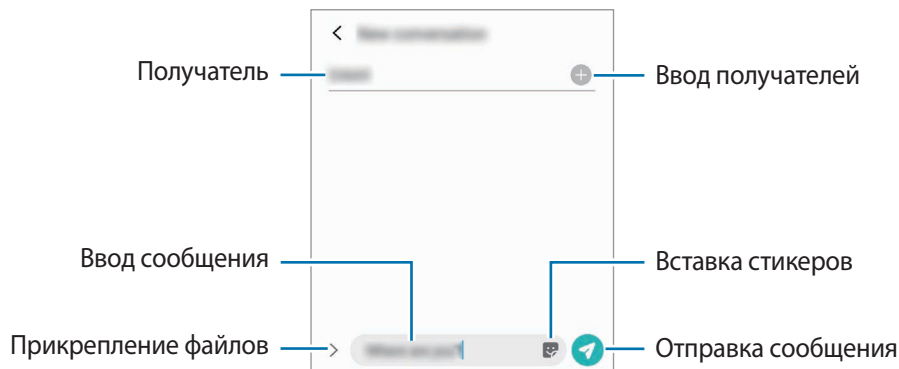 Получатель
Ввод получателей
Ввод сообщения
Вставка стикеров
Прикрепление файлов
Отправка сообщения